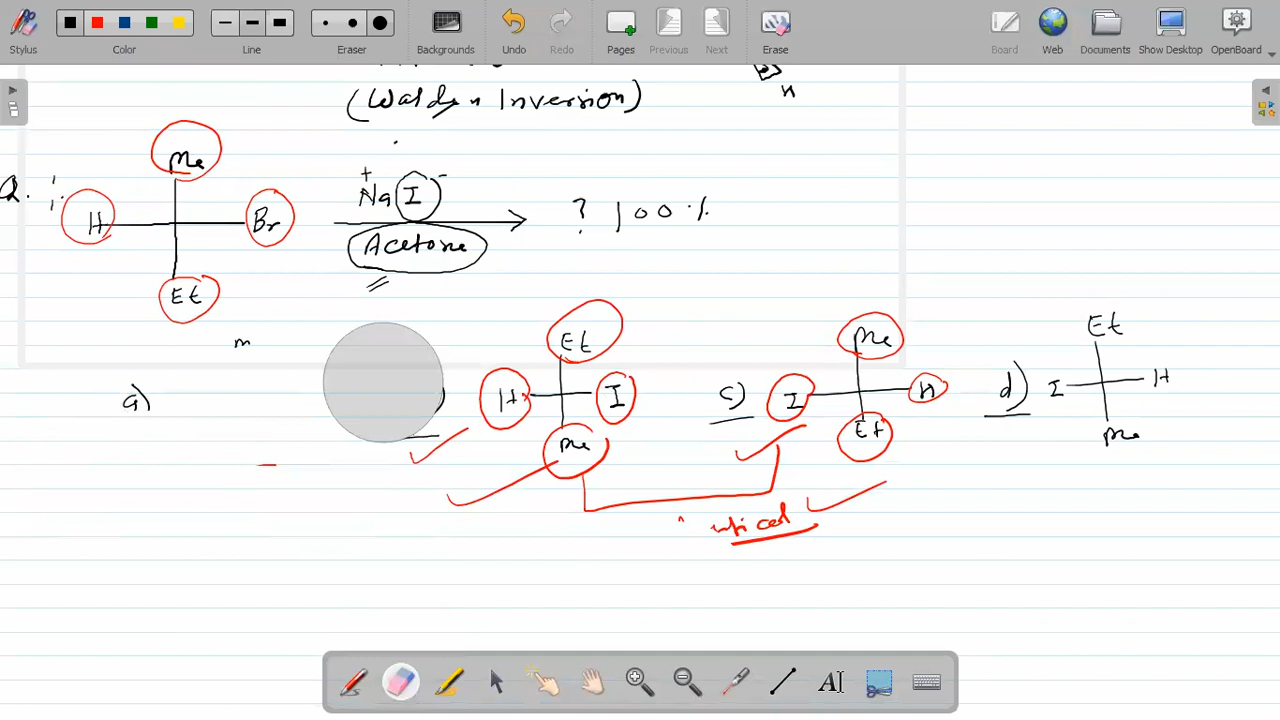 Stylus Color Line Eraser Backgrounds Undo Redo Pages Previous Next Erase Board Web Documents Show Desktop OpenBoard
(Walden Inversion)
n
Q. Me
H Br
Et
+ -
Na I
Acetone
? 100 %
m
a)
Et
H I
Me
c) Me
I H
Et
d) Et
I H
Me